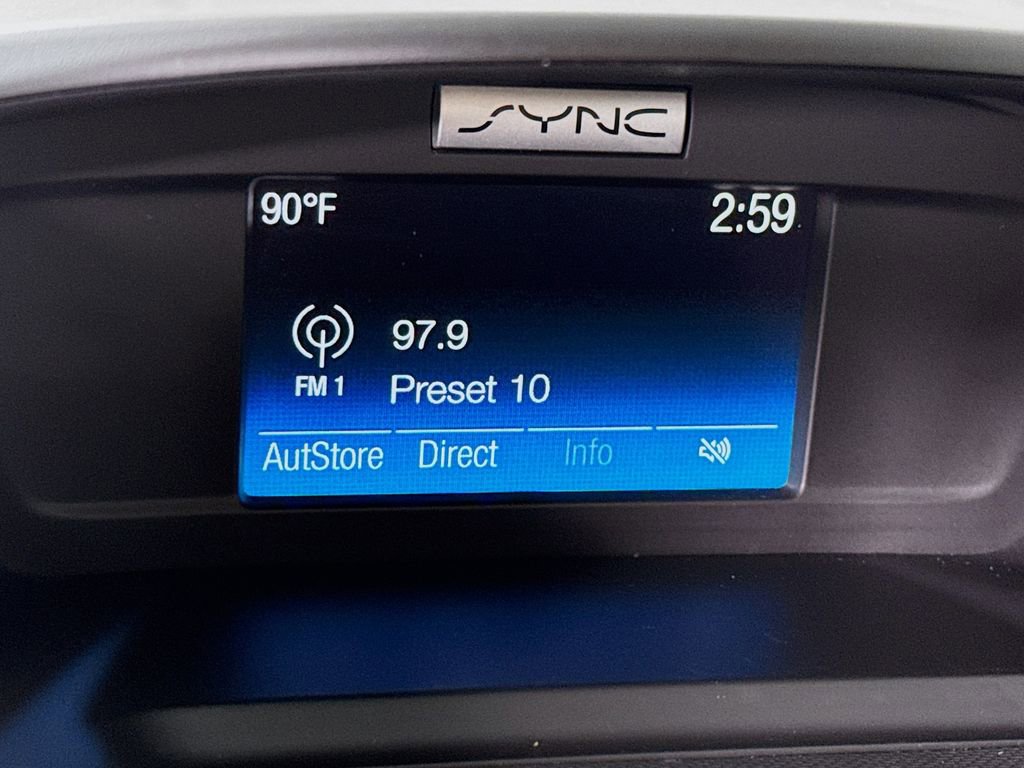 SYNC
90°F 2:59
97.9
FM 1 Preset 10
AutStore Direct Info